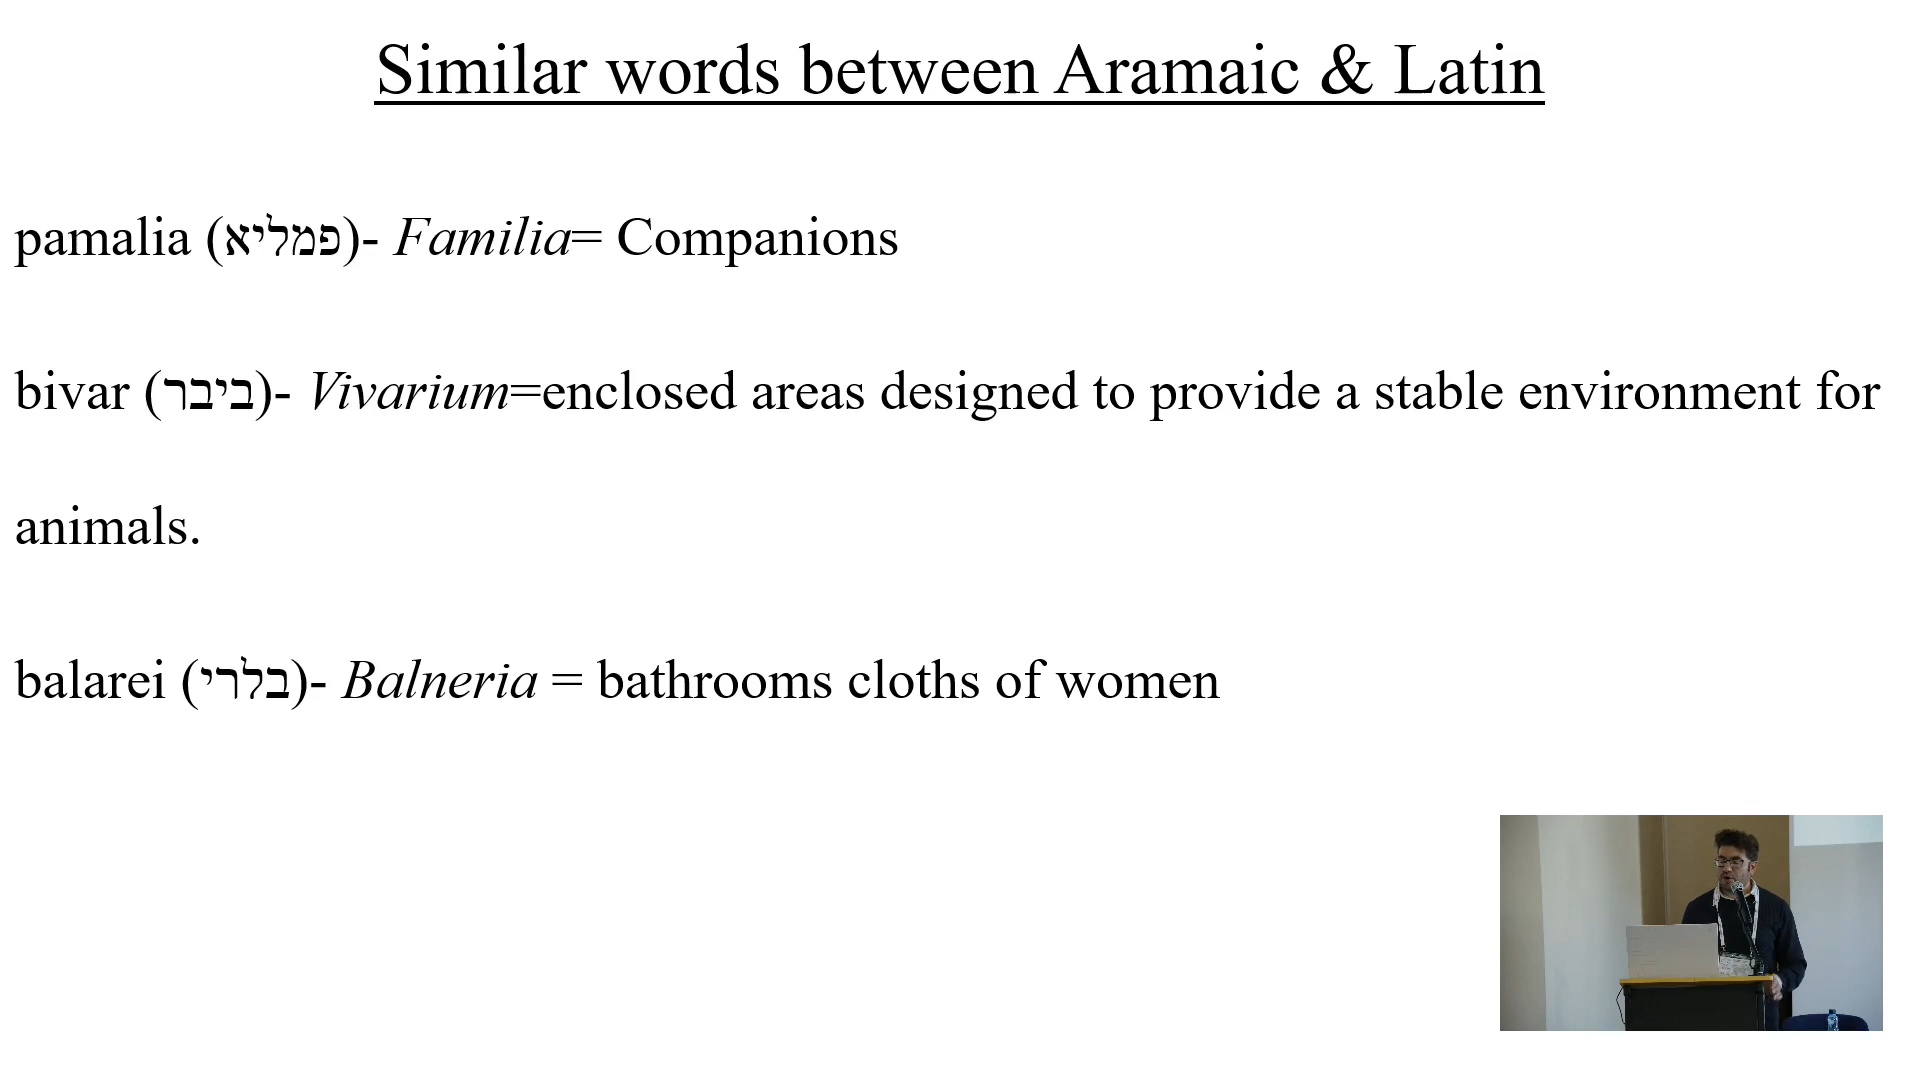 Similar words between Aramaic & Latin
pamalia (פמליא)- Familia= Companions
bivar (ביבר)- Vivarium=enclosed areas designed to provide a stable environment for
animals.
balarei (בלרי)- Balneria = bathrooms cloths of women